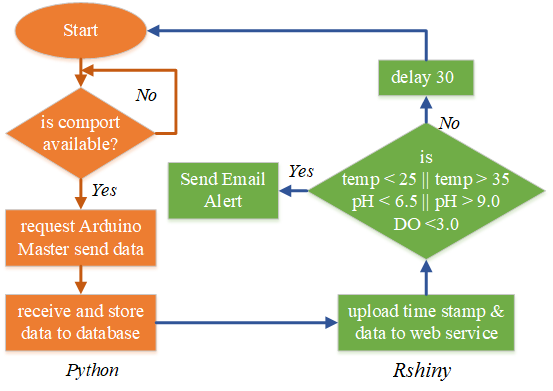 Start
No
is comport
available?
Yes
request Arduino
Master send data
receive and store
data to database
Python
delay 30
No
is
temp < 25 || temp > 35
pH < 6.5 || pH > 9.0
DO <3.0
Yes
Send Email
Alert
upload time stamp &
data to web service
Rshiny